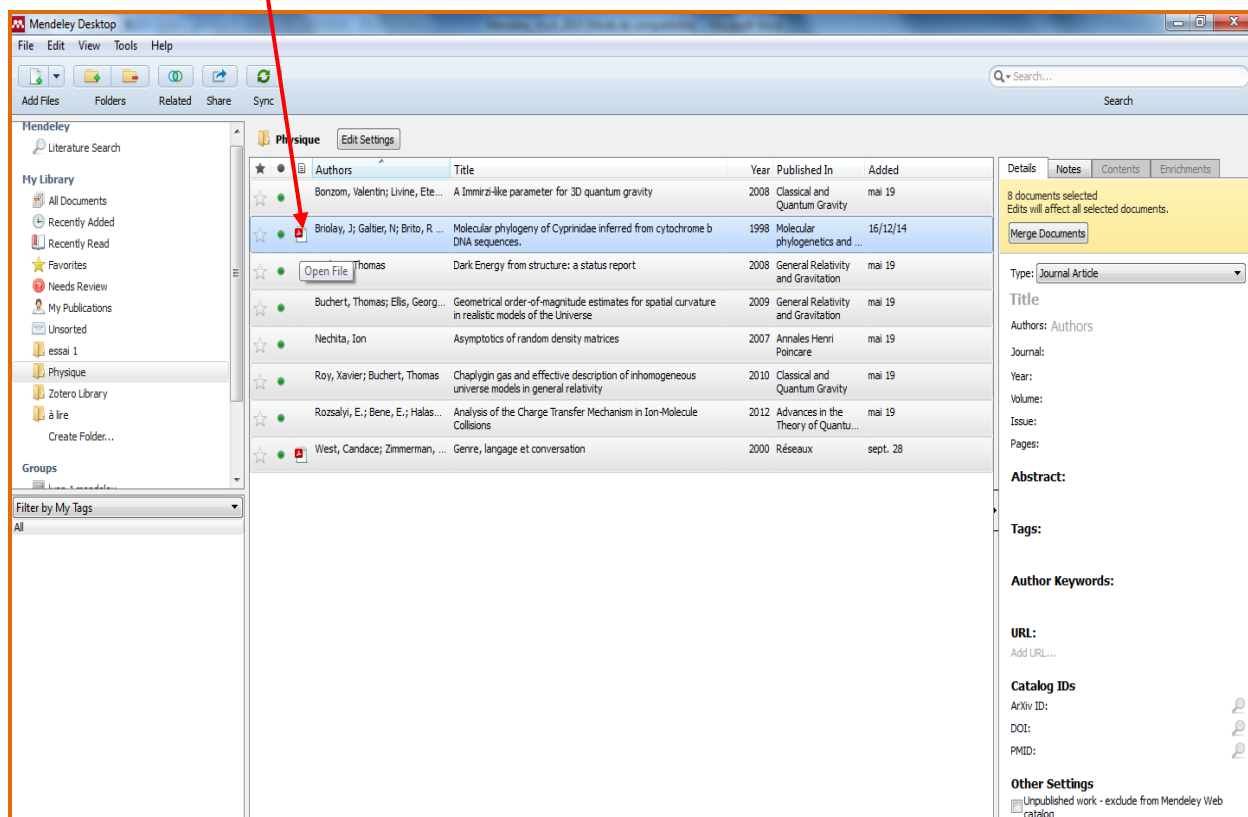 Mendeley Desktop
File Edit View Tools Help
Add Files Folders Related Share Sync
Search...
Search
Mendeley
Literature Search
My Library
All Documents
Recently Added
Recently Read
Favorites
Needs Review
My Publications
Unsorted
essai 1
Physique
Zotero Library
à lire
Create Folder...
Groups
Filter by My Tags
All
Physique Edit Settings
Authors Title Year Published In Added
Bonzom, Valentin; Livine, Ete... A Immirzi-like parameter for 3D quantum gravity 2008 Classical and mai 19
Quantum Gravity
Briolay, J; Galtier, N; Brito, R ... Molecular phylogeny of Cyprinidae inferred from cytochrome b 1998 Molecular 16/12/14
DNA sequences. phylogenetics and ...
Thomas Dark Energy from structure: a status report 2008 General Relativity mai 19
Open File and Gravitation
Buchert, Thomas; Ellis, Georg... Geometrical order-of-magnitude estimates for spatial curvature 2009 General Relativity mai 19
in realistic models of the Universe and Gravitation
Nechita, Ion Asymptotics of random density matrices 2007 Annales Henri mai 19
Poincare
Roy, Xavier; Buchert, Thomas Chaplygin gas and effective description of inhomogeneous 2010 Classical and mai 19
universe models in general relativity Quantum Gravity
Rozsalyi, E.; Bene, E.; Halas... Analysis of the Charge Transfer Mechanism in Ion-Molecule 2012 Advances in the mai 19
Collisions Theory of Quantu...
West, Candace; Zimmerman, ... Genre, langage et conversation 2000 Réseaux sept. 28
Details Notes Contents Enrichments
8 documents selected
Edits will affect all selected documents.
Merge Documents
Type: Journal Article
Title
Authors: Authors
Journal:
Year:
Volume:
Issue:
Pages:
Abstract:
Tags:
Author Keywords:
URL:
Add URL...
Catalog IDs
ArXiv ID:
DOI:
PMID:
Other Settings
Unpublished work - exclude from Mendeley Web
catalog